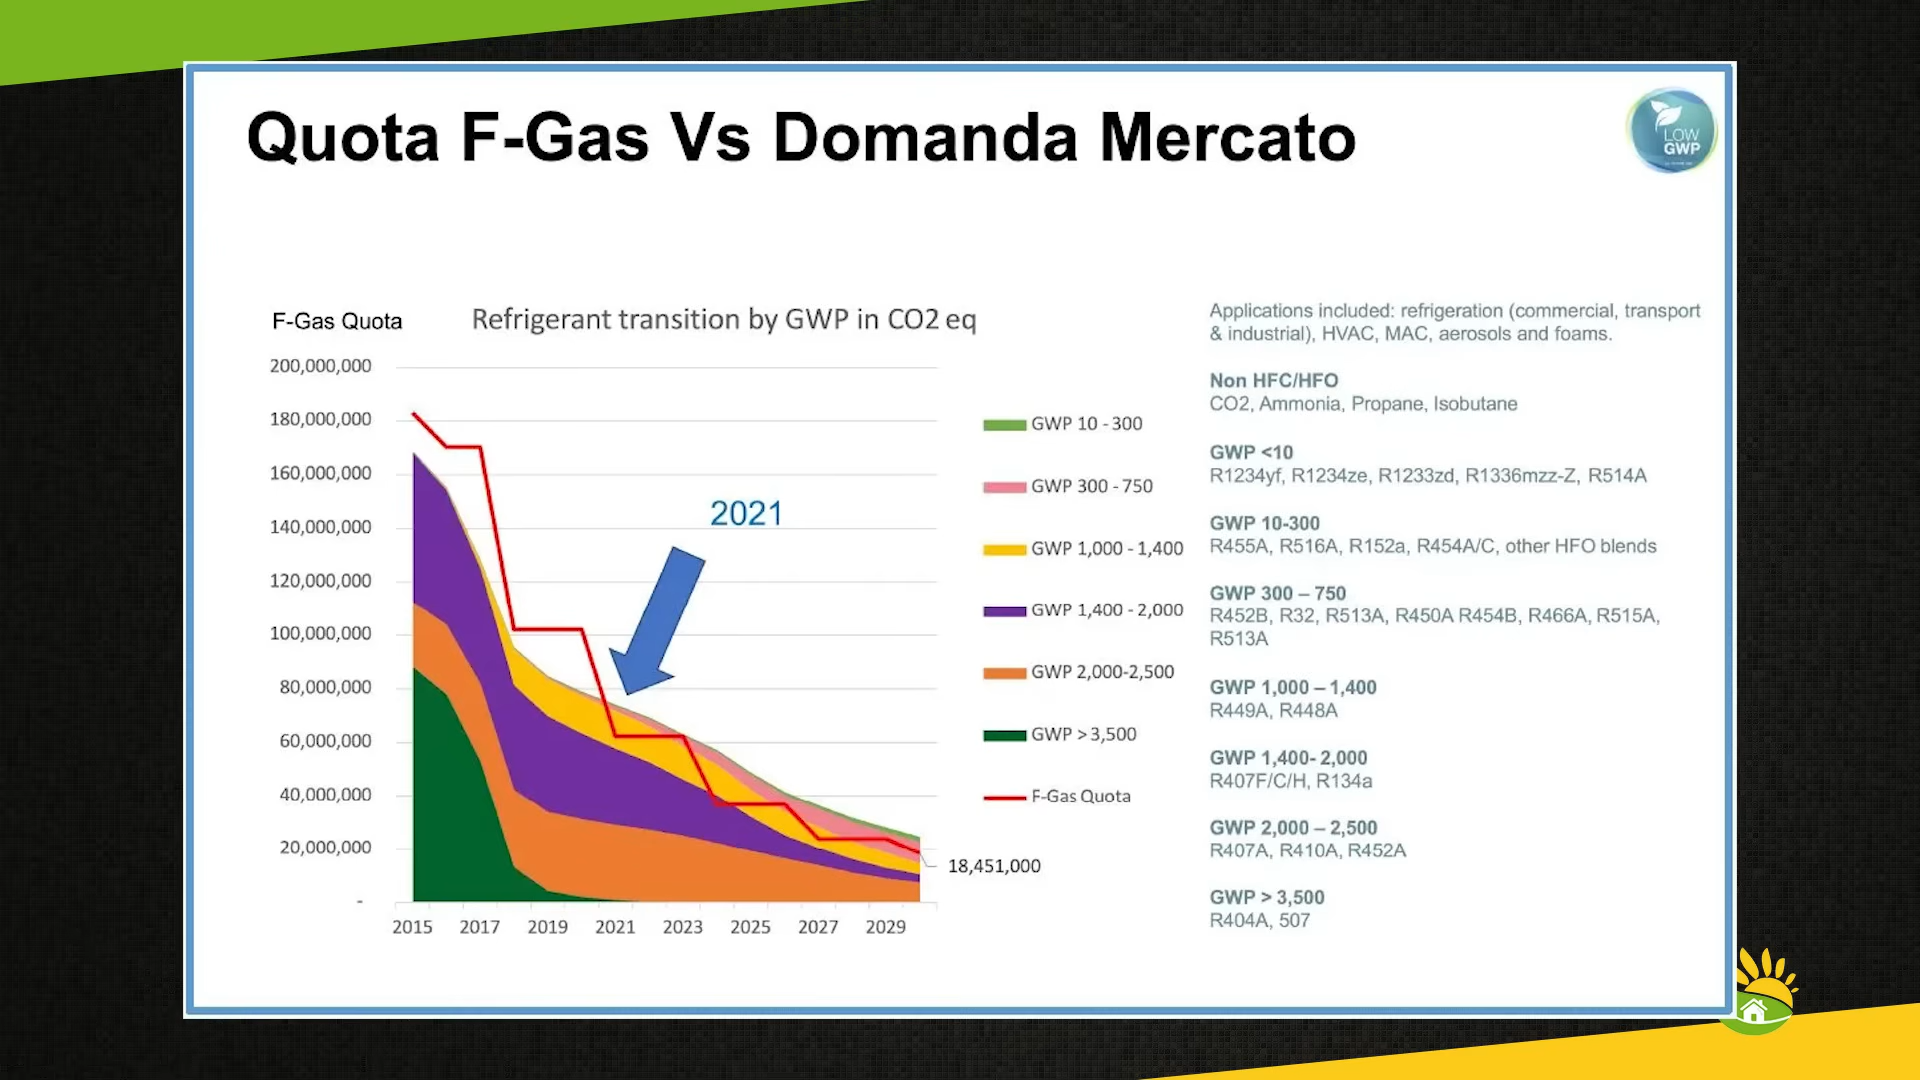 Quota F-Gas Vs Domanda Mercato
LOW
GWP
F-Gas Quota
Refrigerant transition by GWP in CO2 eq
200,000,000
180,000,000
160,000,000
140,000,000
120,000,000
100,000,000
80,000,000
60,000,000
40,000,000
20,000,000
-
2015 2017 2019 2021 2023 2025 2027 2029
2021
18,451,000
GWP 10 - 300
GWP 300 - 750
GWP 1,000 - 1,400
GWP 1,400 - 2,000
GWP 2,000-2,500
GWP > 3,500
F-Gas Quota
Applications included: refrigeration (commercial, transport
& industrial), HVAC, MAC, aerosols and foams.
Non HFC/HFO
CO2, Ammonia, Propane, Isobutane
GWP <10
R1234yf, R1234ze, R1233zd, R1336mzz-Z, R514A
GWP 10-300
R455A, R516A, R152a, R454A/C, other HFO blends
GWP 300 – 750
R452B, R32, R513A, R450A R454B, R466A, R515A,
R513A
GWP 1,000 – 1,400
R449A, R448A
GWP 1,400- 2,000
R407F/C/H, R134a
GWP 2,000 – 2,500
R407A, R410A, R452A
GWP > 3,500
R404A, 507